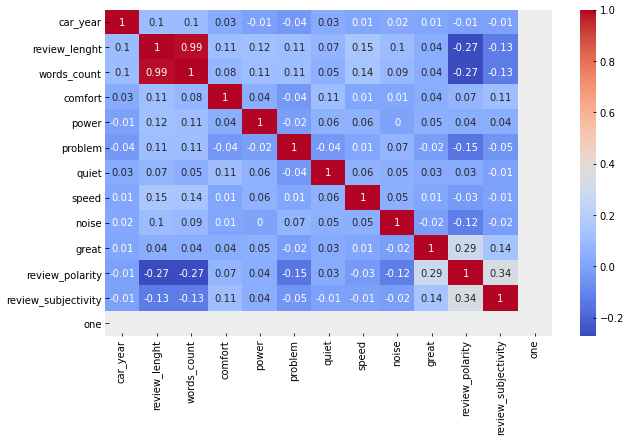 car_year 1 0.1 0.1 0.03 -0.01 -0.04 0.03 0.01 0.02 0.01 -0.01 -0.01
review_lenght 0.1 1 0.99 0.11 0.12 0.11 0.07 0.15 0.1 0.04 -0.27 -0.13
words_count 0.1 0.99 1 0.08 0.11 0.11 0.05 0.14 0.09 0.04 -0.27 -0.13
comfort 0.03 0.11 0.08 1 0.04 -0.04 0.11 0.01 0.01 0.04 0.07 0.11
power -0.01 0.12 0.11 0.04 1 -0.02 0.06 0.06 0 0.05 0.04 0.04
problem -0.04 0.11 0.11 -0.04 -0.02 1 -0.04 0.01 0.07 -0.02 -0.15 -0.05
quiet 0.03 0.07 0.05 0.11 0.06 -0.04 1 0.06 0.05 0.03 0.03 -0.01
speed 0.01 0.15 0.14 0.01 0.06 0.01 0.06 1 0.05 0.01 -0.03 -0.01
noise 0.02 0.1 0.09 0.01 0 0.07 0.05 0.05 1 -0.02 -0.12 -0.02
great 0.01 0.04 0.04 0.04 0.05 -0.02 0.03 0.01 -0.02 1 0.29 0.14
review_polarity -0.01 -0.27 -0.27 0.07 0.04 -0.15 0.03 -0.03 -0.12 0.29 1 0.34
review_subjectivity -0.01 -0.13 -0.13 0.11 0.04 -0.05 -0.01 -0.01 -0.02 0.14 0.34 1
one
car_year
review_lenght
words_count
comfort
power
problem
quiet
speed
noise
great
review_polarity
review_subjectivity
one
1.0
0.8
0.6
0.4
0.2
0.0
−0.2